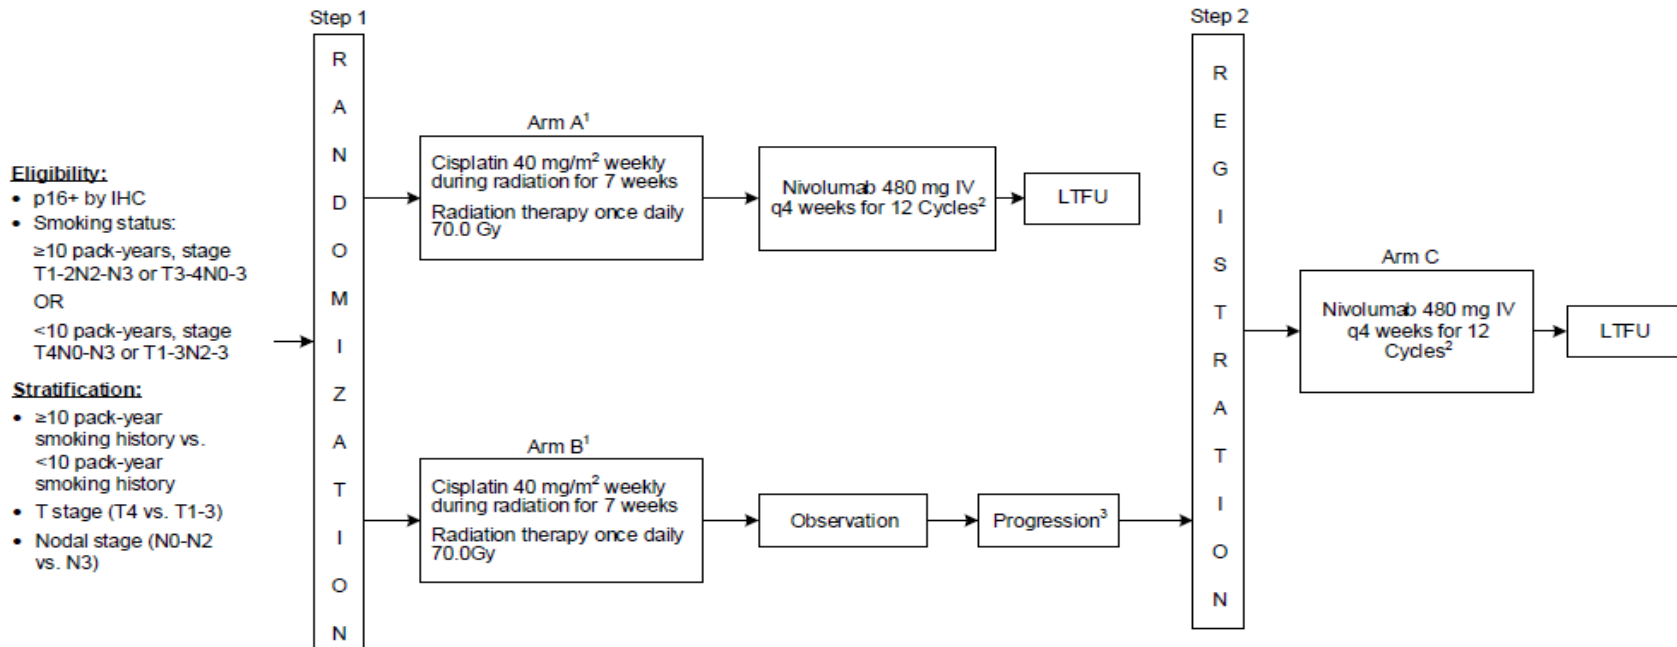 Step 1
R
A
N
D
O
M
I
Z
A
T
I
O
N
Eligibility:
• p16+ by IHC
• Smoking status:
≥10 pack-years, stage
T1-2N2-N3 or T3-4N0-3
OR
<10 pack-years, stage
T4N0-N3 or T1-3N2-3
Stratification:
• ≥10 pack-year
smoking history vs.
<10 pack-year
smoking history
• T stage (T4 vs. T1-3)
• Nodal stage (N0-N2
vs. N3)
Arm A¹
Cisplatin 40 mg/m² weekly
during radiation for 7 weeks
Radiation therapy once daily
70.0 Gy
Nivolumab 480 mg IV
q4 weeks for 12 Cycles²
LTFU
Arm B¹
Cisplatin 40 mg/m² weekly
during radiation for 7 weeks
Radiation therapy once daily
70.0Gy
Observation
Progression³
Step 2
R
E
G
I
S
T
R
A
T
I
O
N
Arm C
Nivolumab 480 mg IV
q4 weeks for 12
Cycles²
LTFU